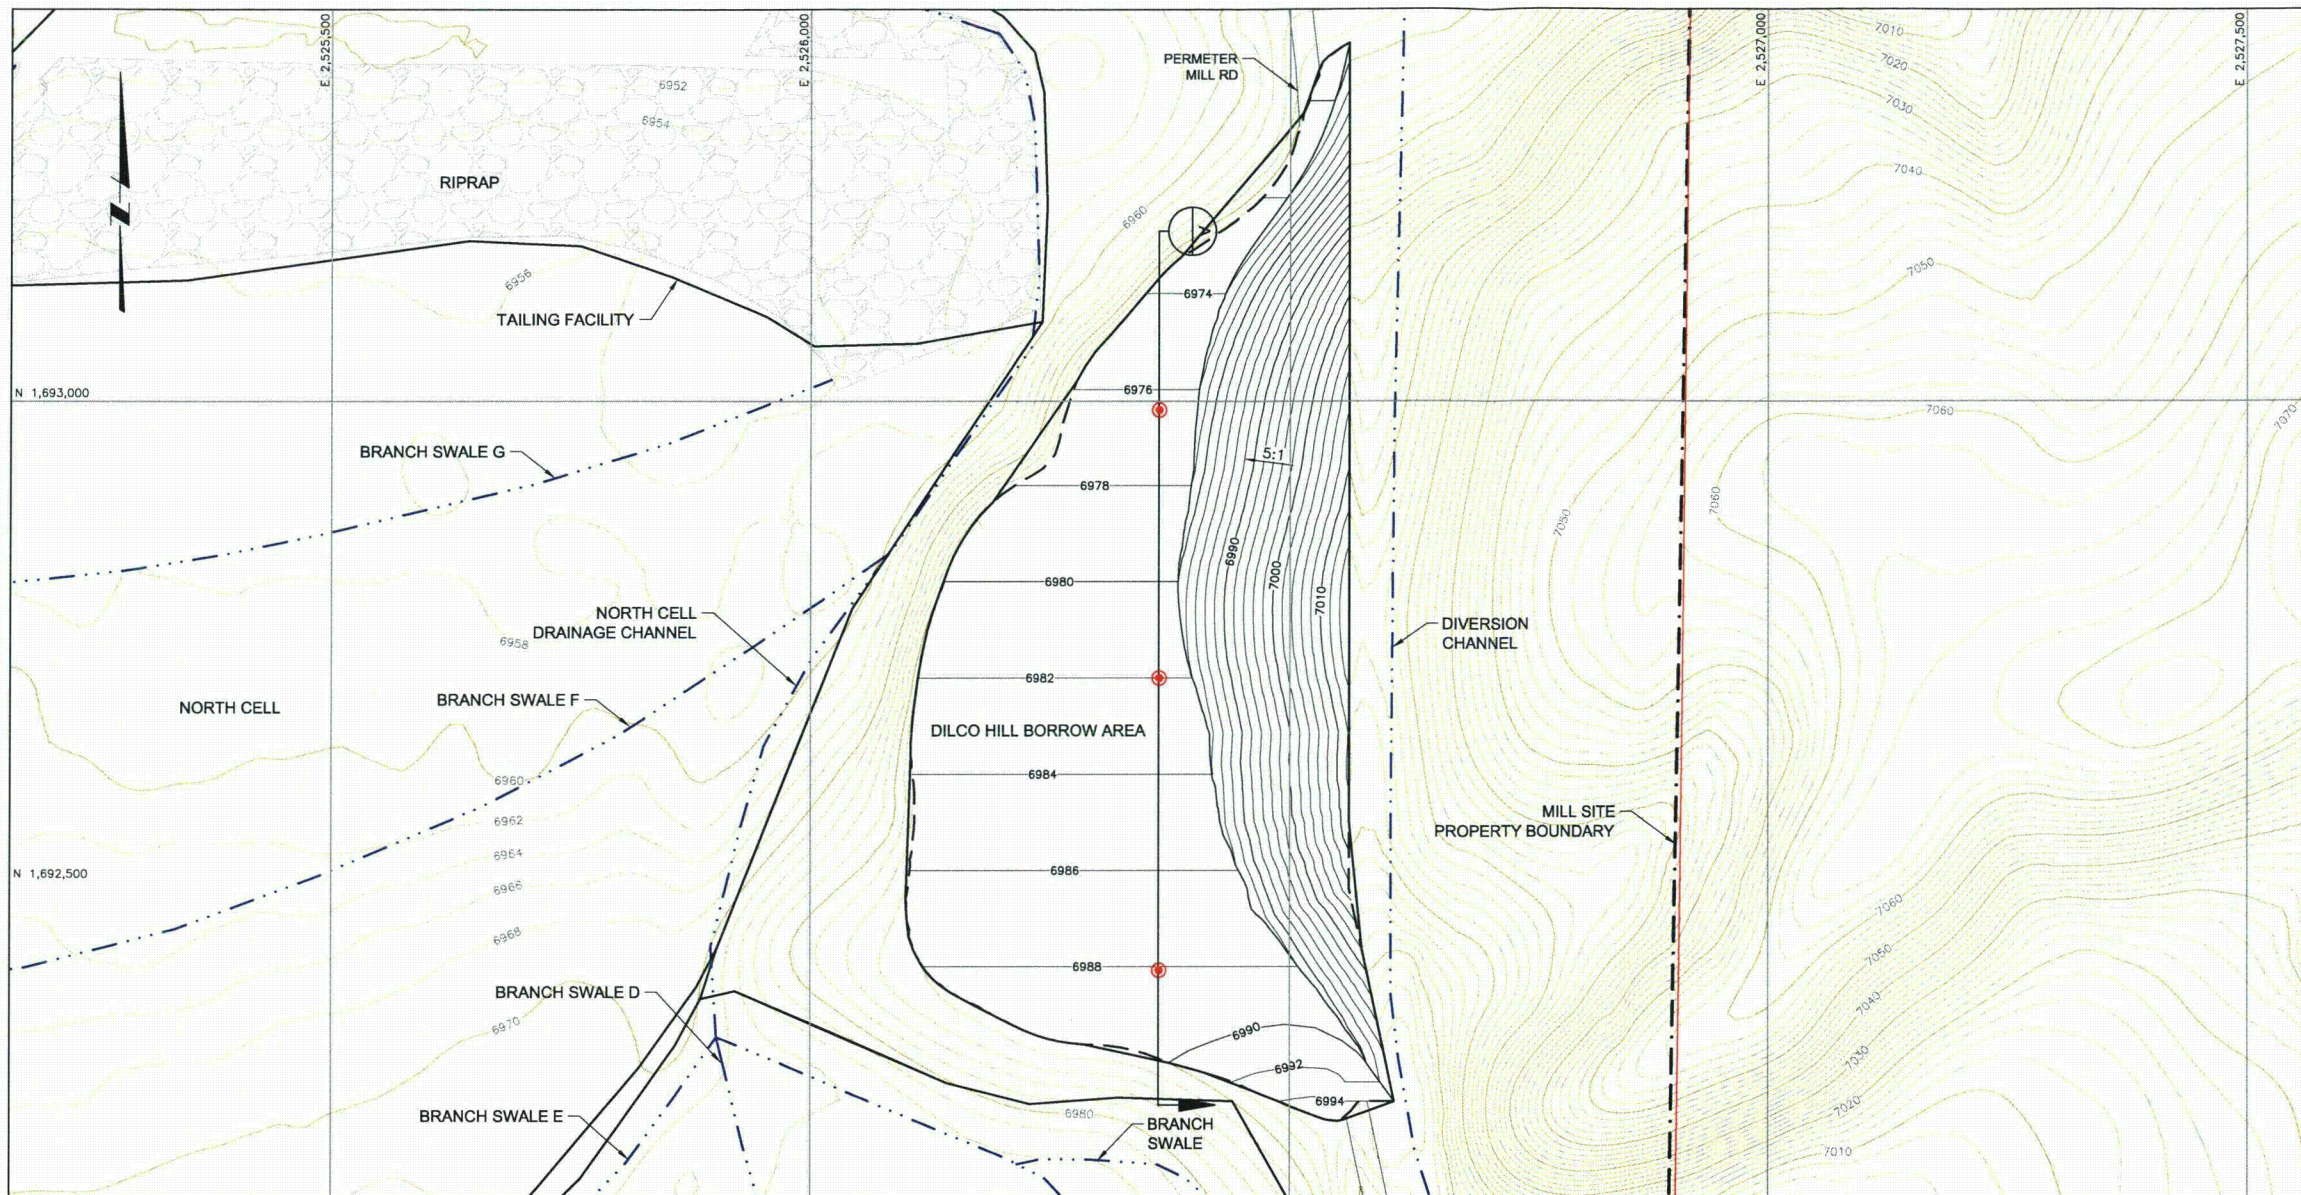 E 2,525,500
E 2,526,000
E 2,527,000
E 2,527,500
7010
7020
7030
7040
7050
PERMETER
MILL RD
6952
6954
RIPRAP
N
6956
TAILING FACILITY
6960
A
6974
6976
N 1,693,000
7060
7070
BRANCH SWALE G
5:1
6978
7050
7060
6990
7000
7010
6980
NORTH CELL
DRAINAGE CHANNEL
6958
DIVERSION
CHANNEL
6982
BRANCH SWALE F
NORTH CELL
DILCO HILL BORROW AREA
6984
6960
6962
6964
6966
6968
6970
MILL SITE
PROPERTY BOUNDARY
N 1,692,500
6986
6988
7060
7050
7040
7030
7020
7010
BRANCH SWALE D
6990
6992
6994
BRANCH SWALE E
6980
BRANCH
SWALE